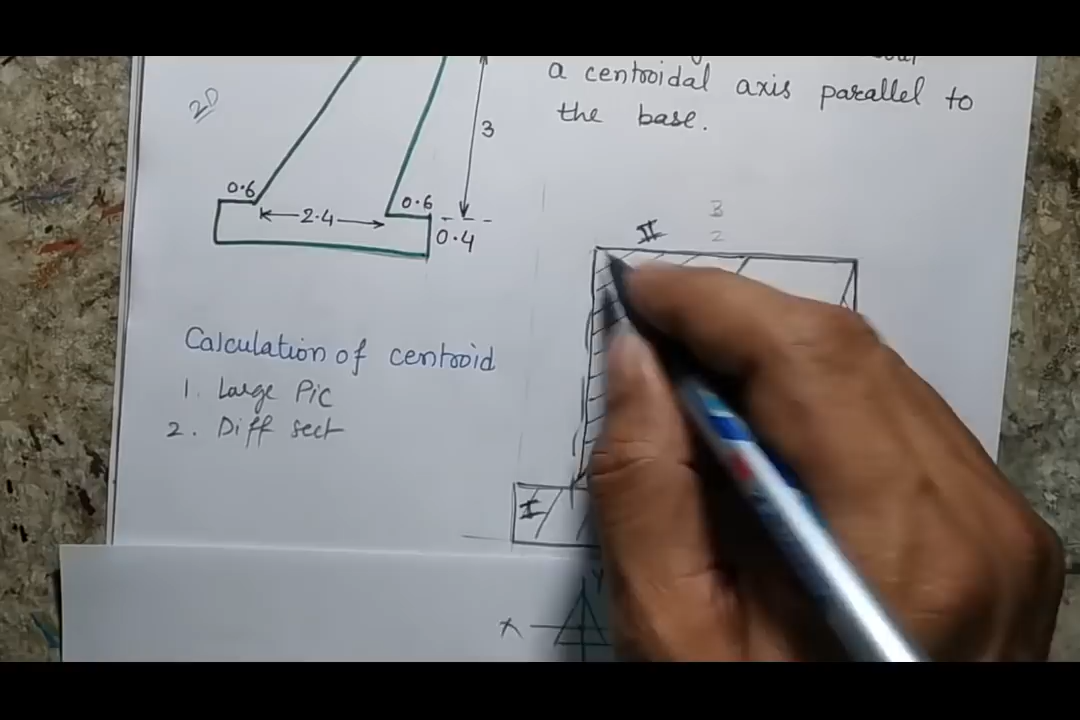 a centroidal axis parallel to
the base.
2D
3
0.6
0.6
2.4
0.4
3
2
II
Calculation of centroid
1. Large Pic
2. Diff sect
I
Y
X